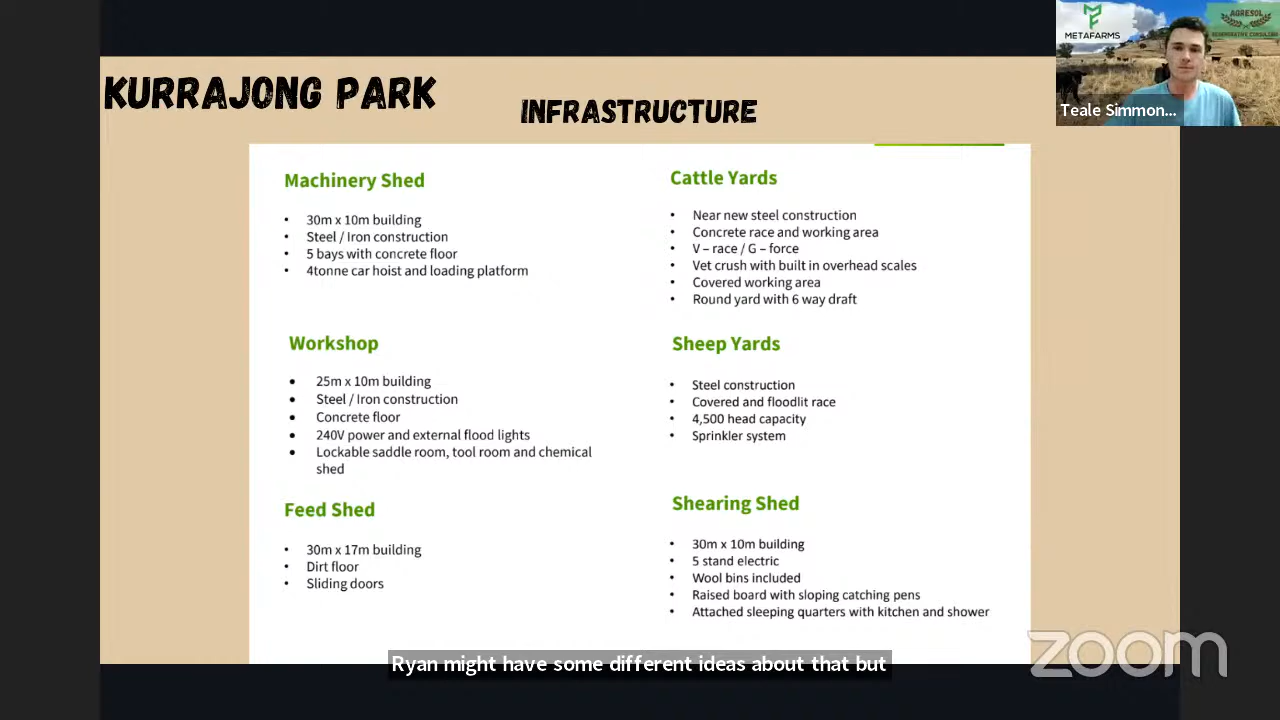 KURRAJONG PARK
INFRASTRUCTURE
METAFARMS
AGRESOL
REGENERATIVE CONSULTING
Teale Simmon...
Machinery Shed
• 30m x 10m building
• Steel / Iron construction
• 5 bays with concrete floor
• 4tonne car hoist and loading platform
Workshop
• 25m x 10m building
• Steel / Iron construction
• Concrete floor
• 240V power and external flood lights
• Lockable saddle room, tool room and chemical
shed
Feed Shed
• 30m x 17m building
• Dirt floor
• Sliding doors
Cattle Yards
• Near new steel construction
• Concrete race and working area
• V – race / G – force
• Vet crush with built in overhead scales
• Covered working area
• Round yard with 6 way draft
Sheep Yards
• Steel construction
• Covered and floodlit race
• 4,500 head capacity
• Sprinkler system
Shearing Shed
• 30m x 10m building
• 5 stand electric
• Wool bins included
• Raised board with sloping catching pens
• Attached sleeping quarters with kitchen and shower
Ryan might have some different ideas about that but
zoom